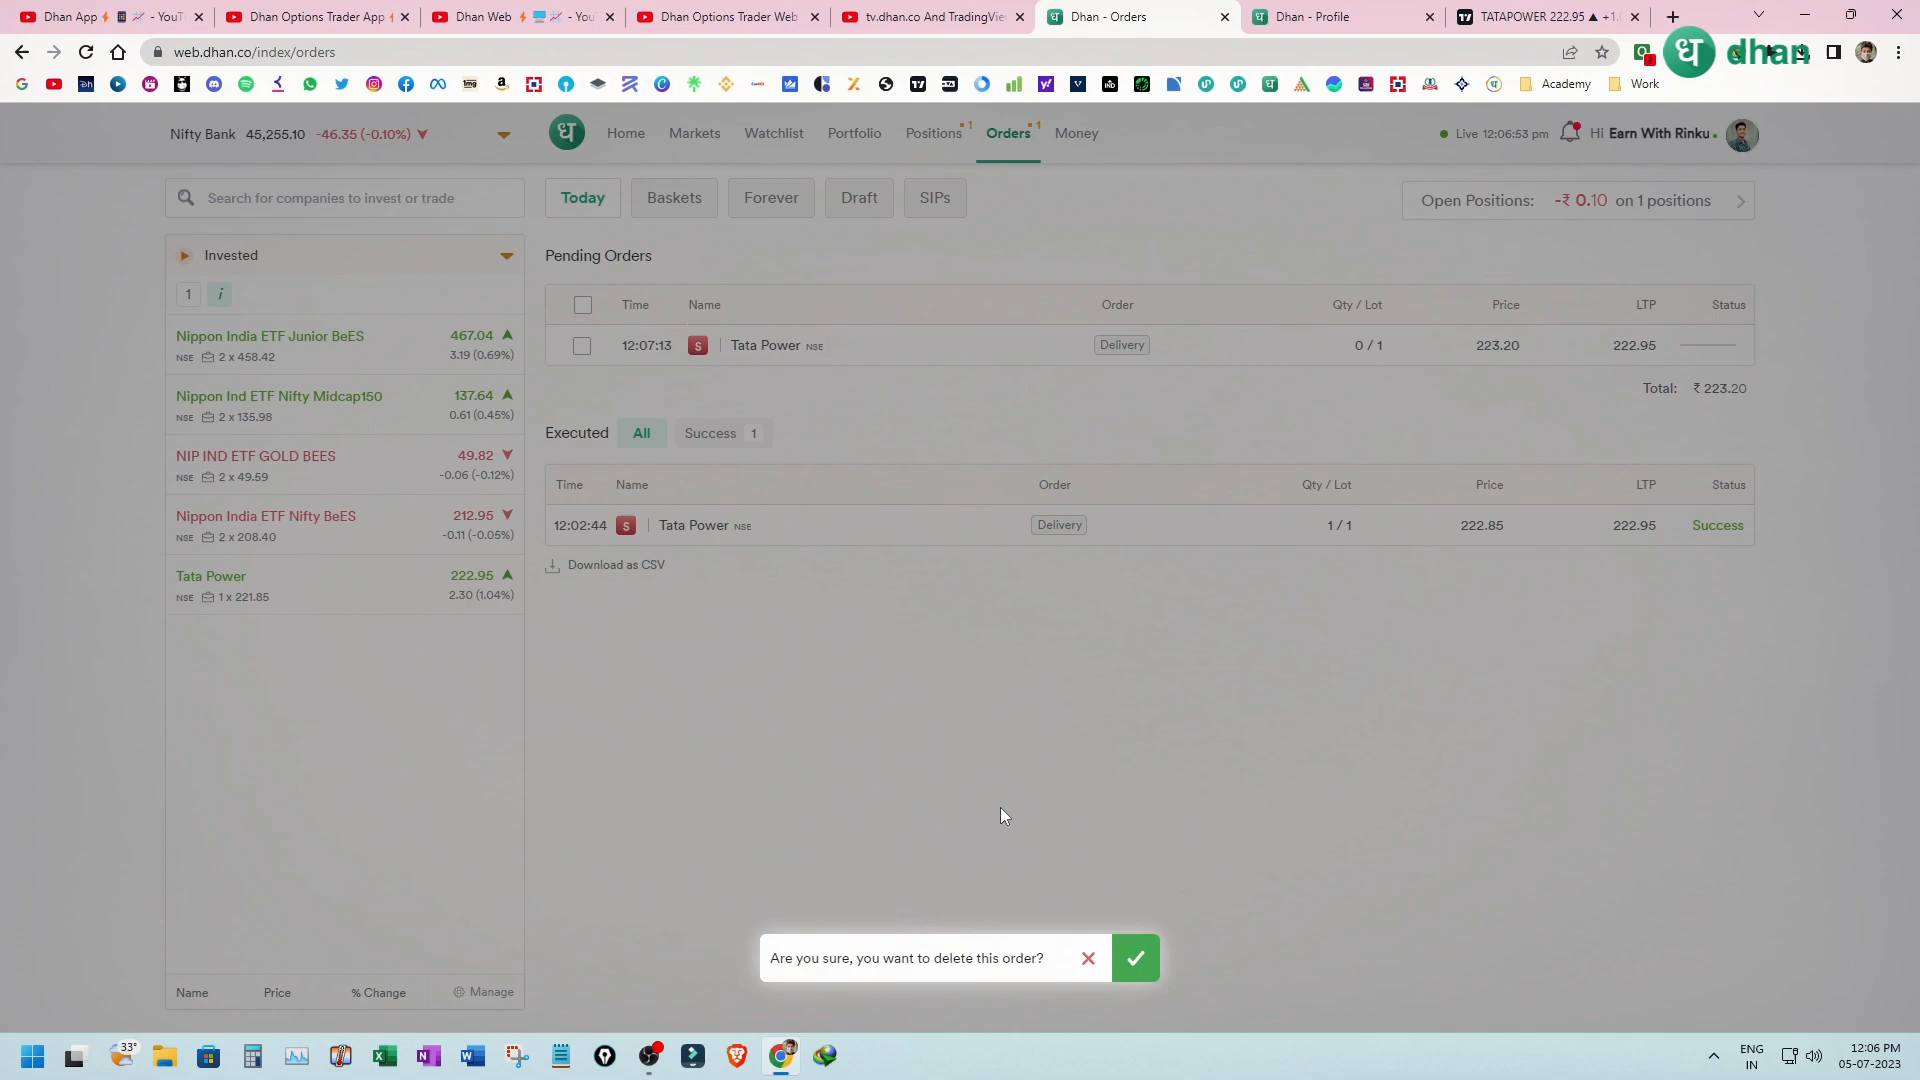 Dhan App - YouT
Dhan Options Trader App
Dhan Web - You
Dhan Options Trader Web
tv.dhan.co And TradingVie
Dhan - Orders
Dhan - Profile
TATAPOWER 222.95 ▲ +1.
web.dhan.co/index/orders
ध dhan
Academy
Work
Nifty Bank 45,255.10 -46.35 (-0.10%)
ध
Home
Markets
Watchlist
Portfolio
Positions 1
Orders 1
Money
Live 12:06:53 pm
Hi Earn With Rinku
Search for companies to invest or trade
Today
Baskets
Forever
Draft
SIPs
Open Positions: -₹ 0.10 on 1 positions
Invested
1 i
Nippon India ETF Junior BeES 467.04
NSE 2 x 458.42 3.19 (0.69%)
Nippon Ind ETF Nifty Midcap150 137.64
NSE 2 x 135.98 0.61 (0.45%)
NIP IND ETF GOLD BEES 49.82
NSE 2 x 49.59 -0.06 (-0.12%)
Nippon India ETF Nifty BeES 212.95
NSE 2 x 208.40 -0.11 (-0.05%)
Tata Power 222.95
NSE 1 x 221.85 2.30 (1.04%)
Name Price % Change Manage
Pending Orders
Time Name Order Qty / Lot Price LTP Status
12:07:13 S Tata Power NSE Delivery 0 / 1 223.20 222.95
Total: ₹ 223.20
Executed All Success 1
Time Name Order Qty / Lot Price LTP Status
12:02:44 S Tata Power NSE Delivery 1 / 1 222.85 222.95 Success
Download as CSV
Are you sure, you want to delete this order?
33°
ENG
IN
12:06 PM
05-07-2023